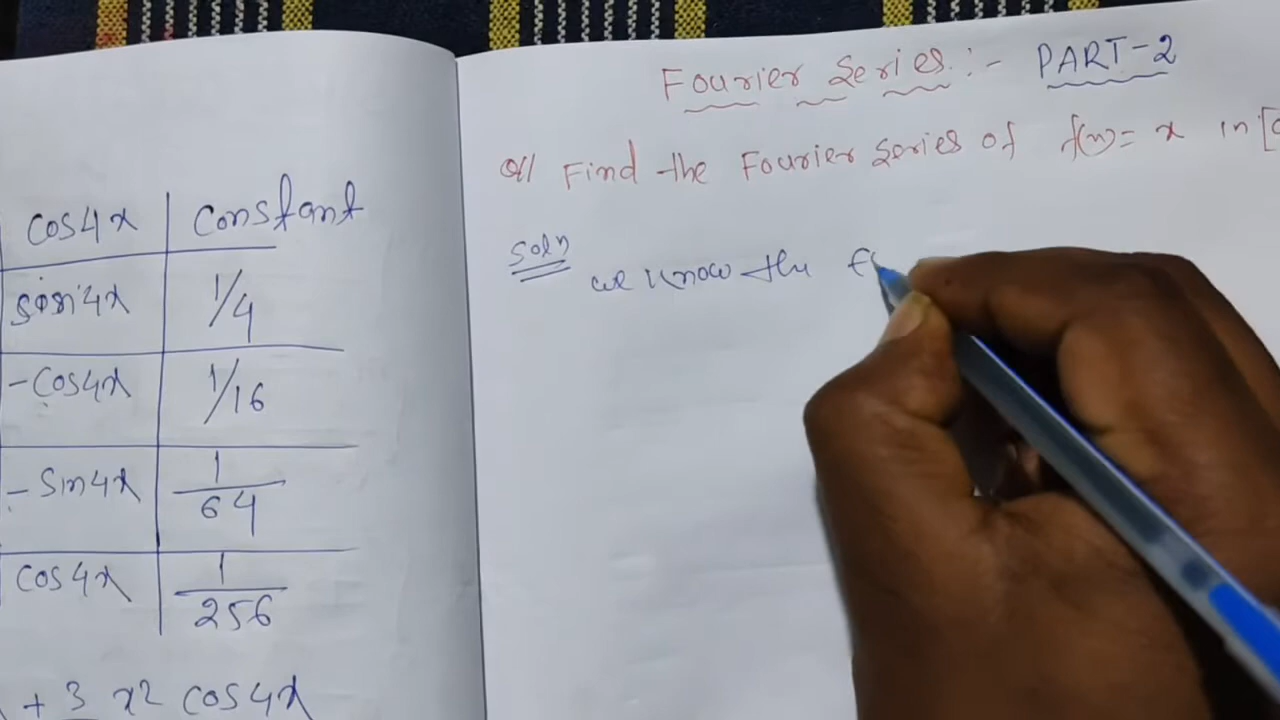 cos4x constant
sin4x 1/4
-cos4x 1/16
- sin4x 1/64
cos4x 1/256
+ 3 x2 cos4x
Fourier Series :- PART-2
Q1/ Find the Fourier Series of f(x)= x in [
Soln
we know the